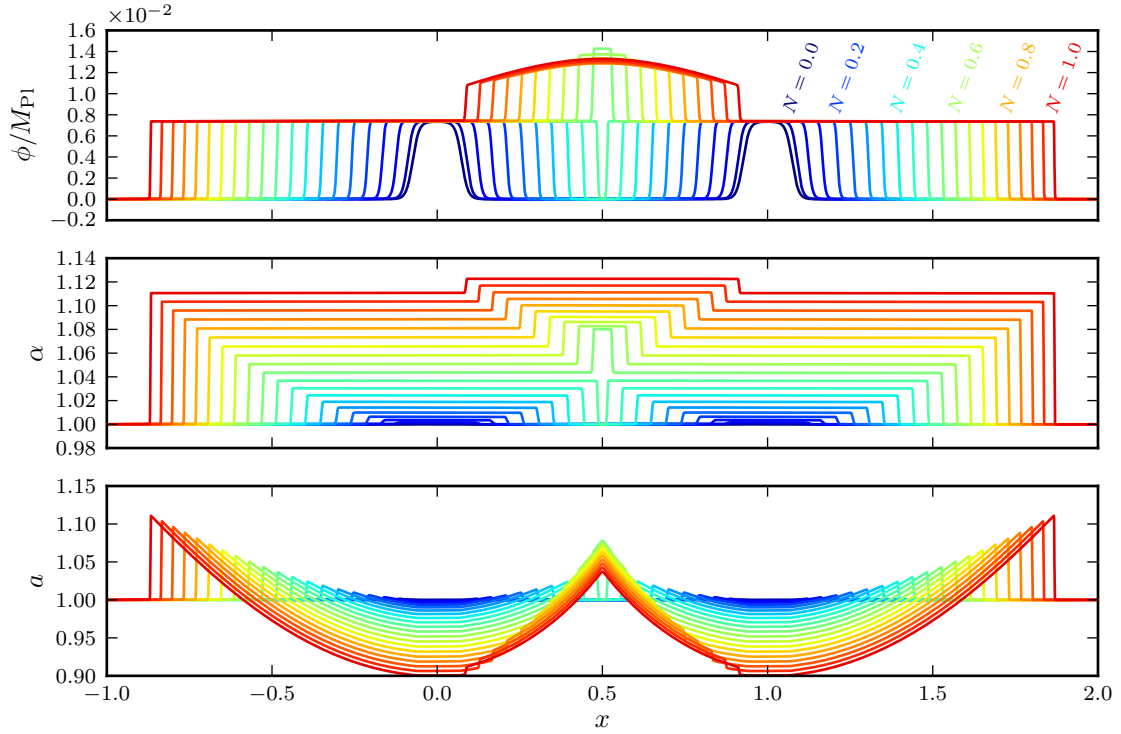 ×10⁻²
1.6
1.4
1.2
1.0
0.8
0.6
0.4
0.2
0.0
−0.2
ϕ/M_Pl
N = 0.0
N = 0.2
N = 0.4
N = 0.6
N = 0.8
N = 1.0
1.14
1.12
1.10
1.08
1.06
1.04
1.02
1.00
0.98
α
1.15
1.10
1.05
1.00
0.95
0.90
a
−1.0 −0.5 0.0 0.5 1.0 1.5 2.0
x